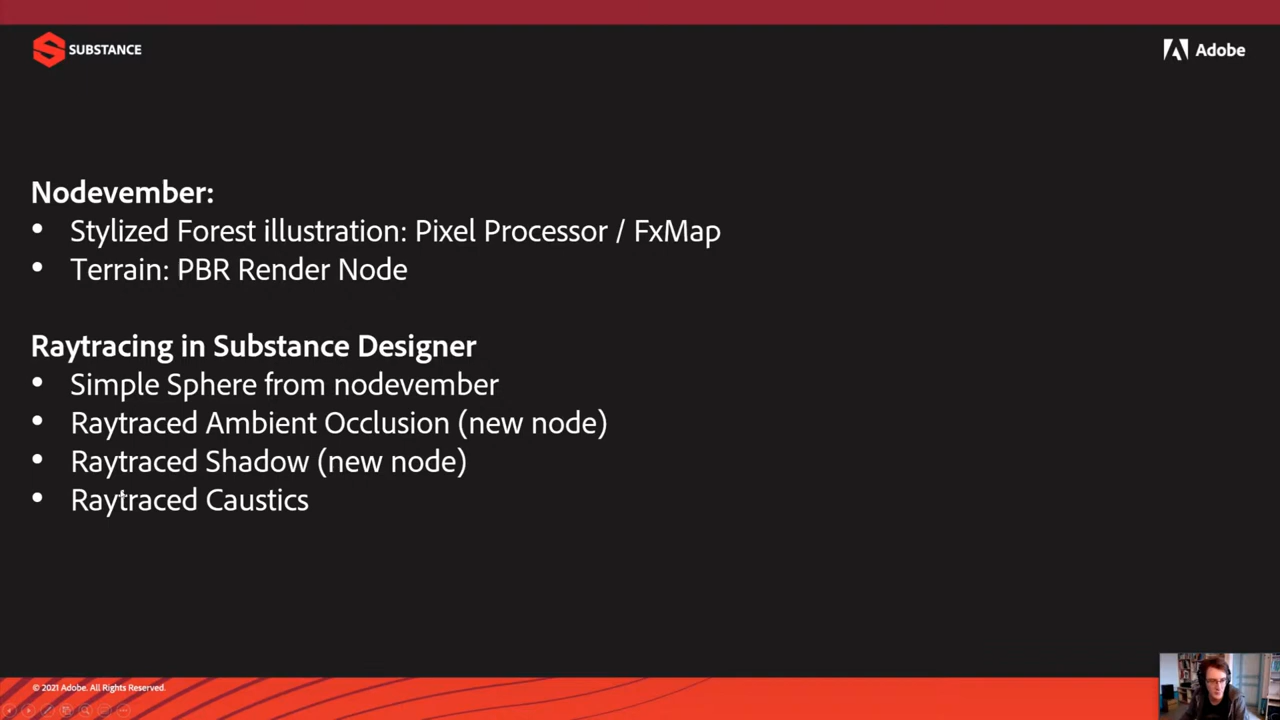 SUBSTANCE
Adobe
Nodevember:
• Stylized Forest illustration: Pixel Processor / FxMap
• Terrain: PBR Render Node
Raytracing in Substance Designer
• Simple Sphere from nodevember
• Raytraced Ambient Occlusion (new node)
• Raytraced Shadow (new node)
• Raytraced Caustics
© 2021 Adobe. All Rights Reserved.